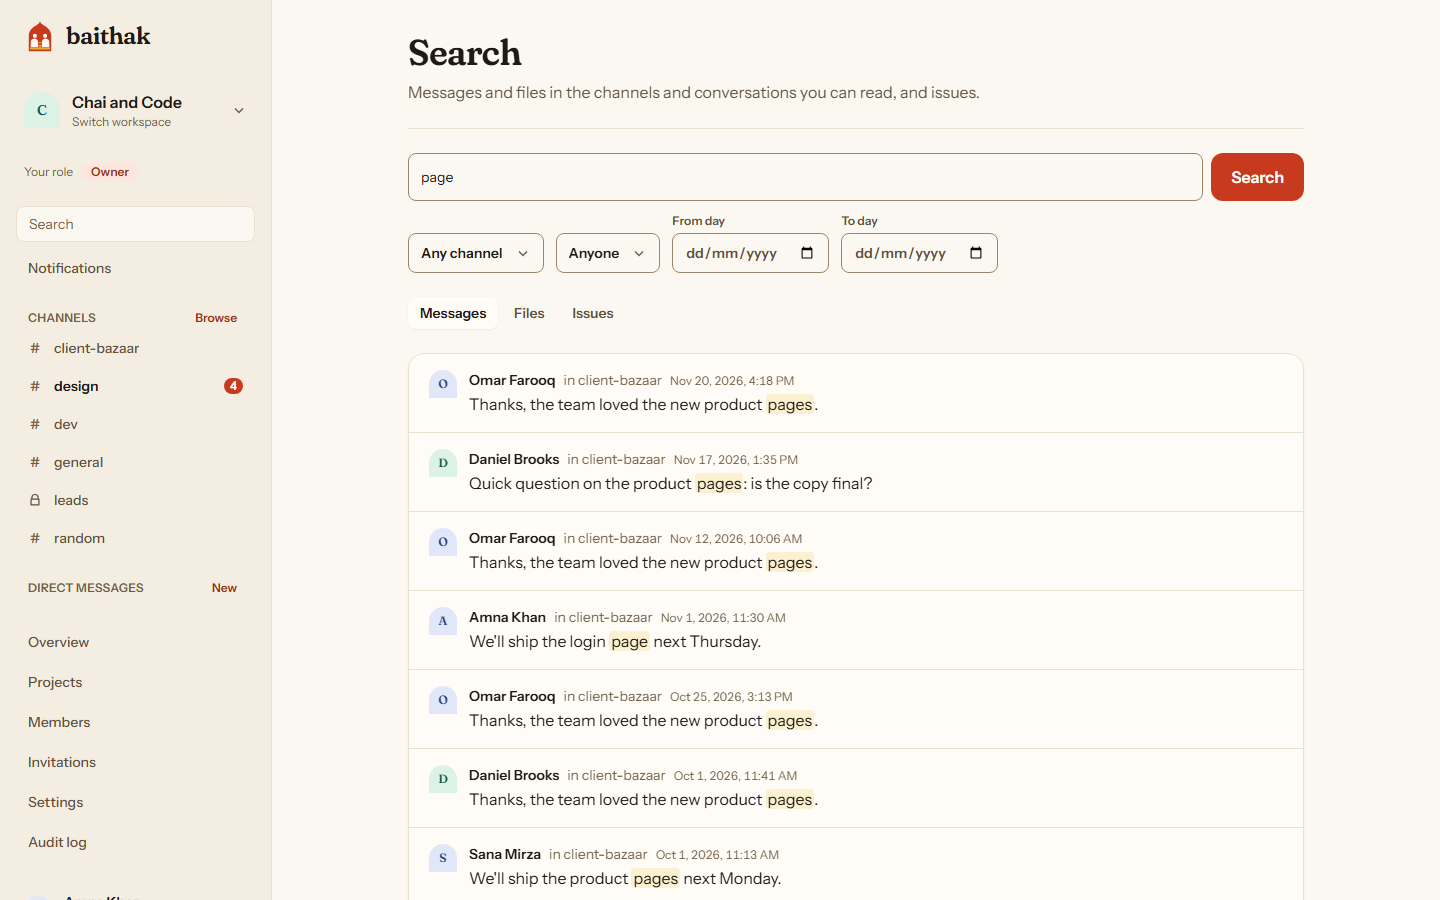 baithak
C
Chai and Code
Switch workspace
Your role Owner
Search
Notifications
CHANNELS Browse
# client-bazaar
# design 4
# dev
# general
leads
# random
DIRECT MESSAGES New
Overview
Projects
Members
Invitations
Settings
Audit log
Search
Messages and files in the channels and conversations you can read, and issues.
page
Search
From day To day
Any channel Anyone dd/mm/yyyy dd/mm/yyyy
Messages Files Issues
O Omar Farooq in client-bazaar Nov 20, 2026, 4:18 PM
Thanks, the team loved the new product pages.
D Daniel Brooks in client-bazaar Nov 17, 2026, 1:35 PM
Quick question on the product pages: is the copy final?
O Omar Farooq in client-bazaar Nov 12, 2026, 10:06 AM
Thanks, the team loved the new product pages.
A Amna Khan in client-bazaar Nov 1, 2026, 11:30 AM
We'll ship the login page next Thursday.
O Omar Farooq in client-bazaar Oct 25, 2026, 3:13 PM
Thanks, the team loved the new product pages.
D Daniel Brooks in client-bazaar Oct 1, 2026, 11:41 AM
Thanks, the team loved the new product pages.
S Sana Mirza in client-bazaar Oct 1, 2026, 11:13 AM
We'll ship the product pages next Monday.